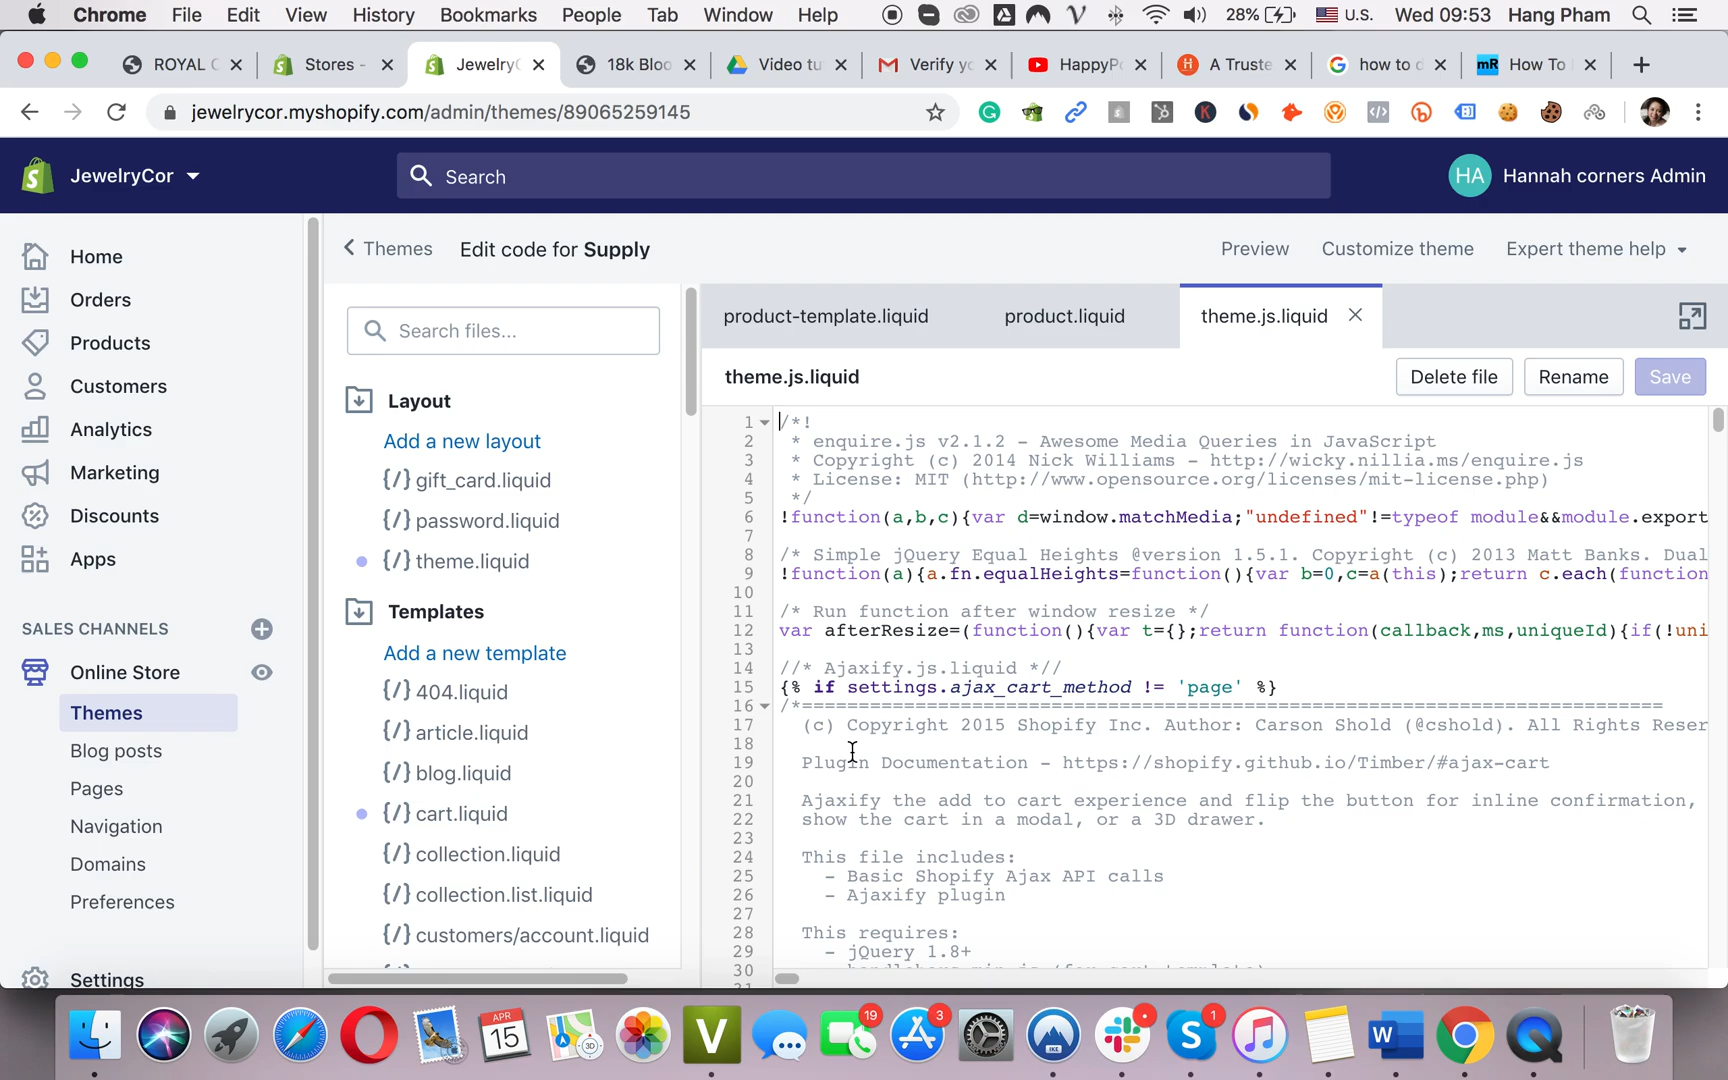 Chrome File Edit View History Bookmarks People Tab Window Help 28% U.S. Wed 09:53 Hang Pham
ROYAL Stores - Jewelry 18k Bloo Video tu Verify yo HappyP A Truste how to d mR How To
jewelrycor.myshopify.com/admin/themes/89065259145
JewelryCor Search HA Hannah corners Admin
Themes Edit code for Supply Preview Customize theme Expert theme help
Home
Orders
Products
Customers
Analytics
Marketing
Discounts
Apps
SALES CHANNELS
Online Store
Themes
Blog posts
Pages
Navigation
Domains
Preferences
Settings
Search files...
Layout
Add a new layout
{/} gift_card.liquid
{/} password.liquid
{/} theme.liquid
Templates
Add a new template
{/} 404.liquid
{/} article.liquid
{/} blog.liquid
{/} cart.liquid
{/} collection.liquid
{/} collection.list.liquid
{/} customers/account.liquid
product-template.liquid product.liquid theme.js.liquid
theme.js.liquid Delete file Rename Save
1 /*!
2 * enquire.js v2.1.2 - Awesome Media Queries in JavaScript
3 * Copyright (c) 2014 Nick Williams - http://wicky.nillia.ms/enquire.js
4 * License: MIT (http://www.opensource.org/licenses/mit-license.php)
5 */
6 !function(a,b,c){var d=window.matchMedia;"undefined"!=typeof module&&module.export
7
8 /* Simple jQuery Equal Heights @version 1.5.1. Copyright (c) 2013 Matt Banks. Dual
9 !function(a){a.fn.equalHeights=function(){var b=0,c=a(this);return c.each(function
10
11 /* Run function after window resize */
12 var afterResize=(function(){var t={};return function(callback,ms,uniqueId){if(!uni
13
14 //* Ajaxify.js.liquid *//
15 {% if settings.ajax_cart_method != 'page' %}
16 /*============================================================================
17 (c) Copyright 2015 Shopify Inc. Author: Carson Shold (@cshold). All Rights Reser
18
19 Plugin Documentation - https://shopify.github.io/Timber/#ajax-cart
20
21 Ajaxify the add to cart experience and flip the button for inline confirmation,
22 show the cart in a modal, or a 3D drawer.
23
24 This file includes:
25 - Basic Shopify Ajax API calls
26 - Ajaxify plugin
27
28 This requires:
29 - jQuery 1.8+
30
APR 15 3D V 19 3 IKE 1 W